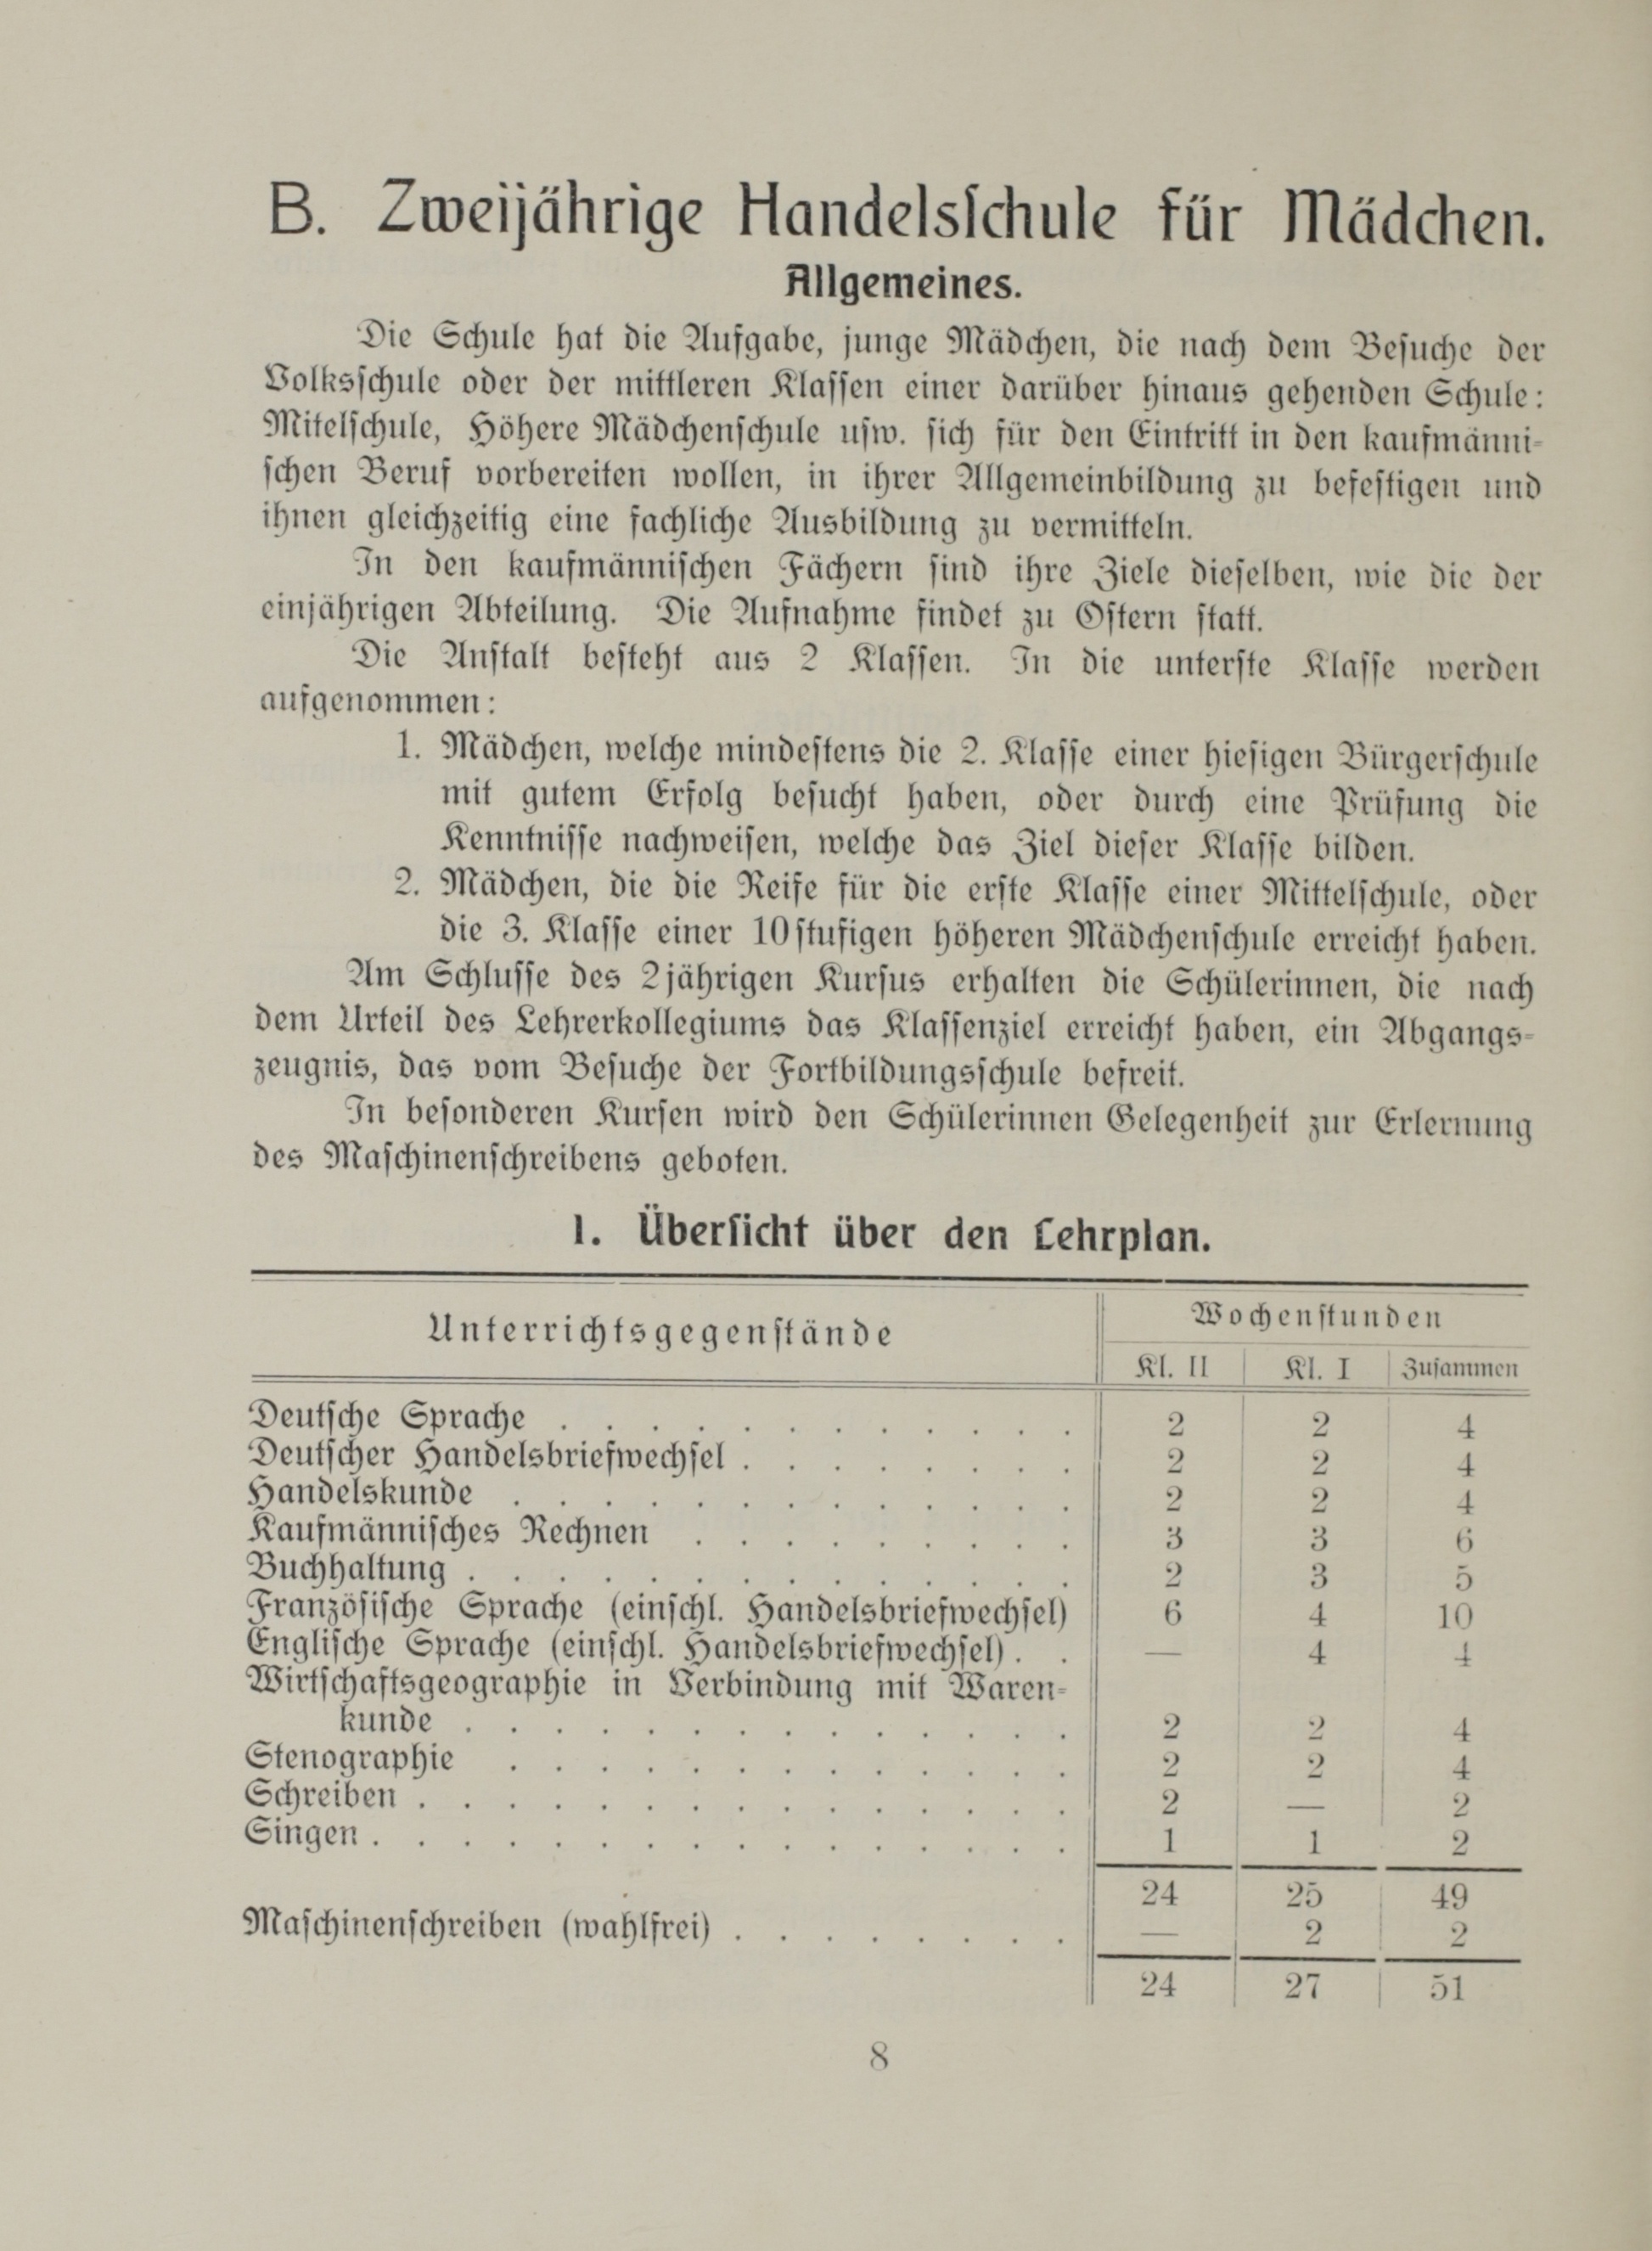 B. Zweijährige Handelsschule für Mädchen.
Allgemeines.
Die Schule hat die Aufgabe, junge Mädchen, die nach dem Besuche der
Volksschule oder der mittleren Klassen einer darüber hinaus gehenden Schule:
Mitelschule, Höhere Mädchenschule usw. sich für den Eintritt in den kaufmänni-
schen Beruf vorbereiten wollen, in ihrer Allgemeinbildung zu befestigen und
ihnen gleichzeitig eine fachliche Ausbildung zu vermitteln.
In den kaufmännischen Fächern sind ihre Ziele dieselben, wie die der
einjährigen Abteilung. Die Aufnahme findet zu Ostern statt.
Die Anstalt besteht aus 2 Klassen. In die unterste Klasse werden
aufgenommen:
1. Mädchen, welche mindestens die 2. Klasse einer hiesigen Bürgerschule
mit gutem Erfolg besucht haben, oder durch eine Prüfung die
Kenntnisse nachweisen, welche das Ziel dieser Klasse bilden.
2. Mädchen, die die Reife für die erste Klasse einer Mittelschule, oder
die 3. Klasse einer 10stufigen höheren Mädchenschule erreicht haben.
Am Schlusse des 2jährigen Kursus erhalten die Schülerinnen, die nach
dem Urteil des Lehrerkollegiums das Klassenziel erreicht haben, ein Abgangs-
zeugnis, das vom Besuche der Fortbildungsschule befreit.
In besonderen Kursen wird den Schülerinnen Gelegenheit zur Erlernung
des Maschinenschreibens geboten.
1. Übersicht über den Lehrplan.
Unterrichtsgegenstände Wochenstunden
Kl. II Kl. I Zusammen
Deutsche Sprache . . . . . . . . . . . . 2 2 4
Deutscher Handelsbriefwechsel . . . . . . . . 2 2 4
Handelskunde . . . . . . . . . . . . . 2 2 4
Kaufmännisches Rechnen . . . . . . . . . 3 3 6
Buchhaltung . . . . . . . . . . . . . . 2 3 5
Französische Sprache (einschl. Handelsbriefwechsel) 6 4 10
Englische Sprache (einschl. Handelsbriefwechsel) . . — 4 4
Wirtschaftsgeographie in Verbindung mit Waren-
kunde . . . . . . . . . . . . . . 2 2 4
Stenographie . . . . . . . . . . . . . 2 2 4
Schreiben . . . . . . . . . . . . . . . 2 — 2
Singen . . . . . . . . . . . . . . . . 1 1 2
24 25 49
Maschinenschreiben (wahlfrei) . . . . . . . . — 2 2
24 27 51
8